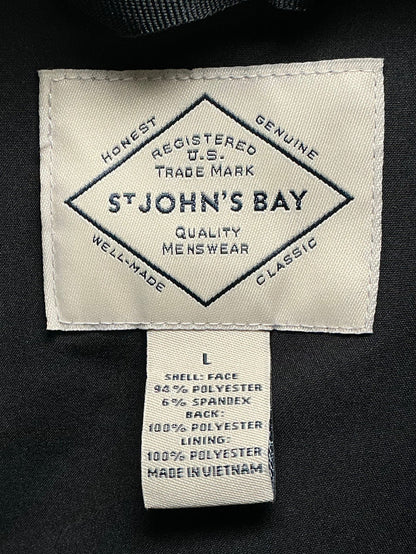 HONEST
GENUINE
REGISTERED
U.S.
TRADE MARK
ST JOHN'S BAY
QUALITY
MENSWEAR
WELL-MADE
CLASSIC
L
SHELL: FACE
94% POLYESTER
6% SPANDEX
BACK:
100% POLYESTER
LINING:
100% POLYESTER
MADE IN VIETNAM